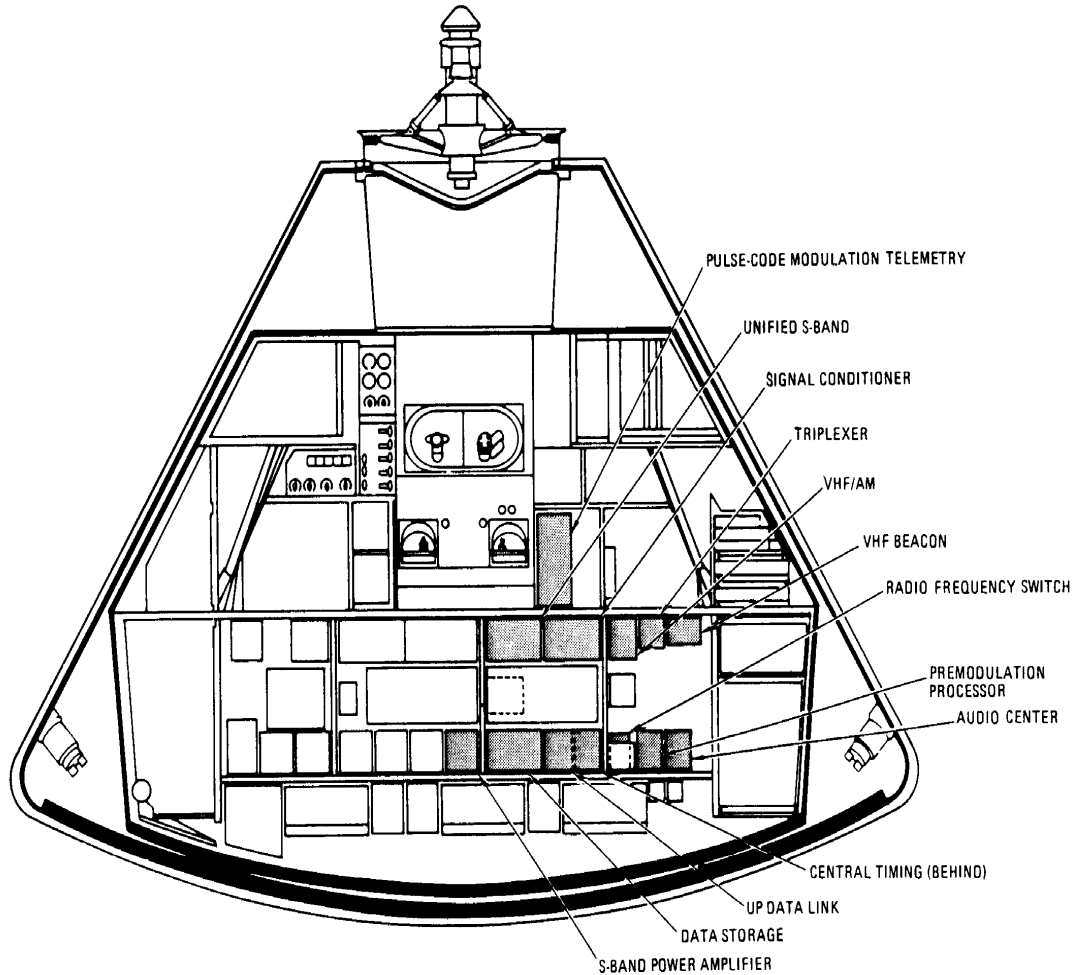 PULSE-CODE MODULATION TELEMETRY
UNIFIED S-BAND
SIGNAL CONDITIONER
TRIPLEXER
VHF/AM
VHF BEACON
RADIO FREQUENCY SWITCH
PREMODULATION
PROCESSOR
AUDIO CENTER
CENTRAL TIMING (BEHIND)
UP DATA LINK
DATA STORAGE
S-BAND POWER AMPLIFIER